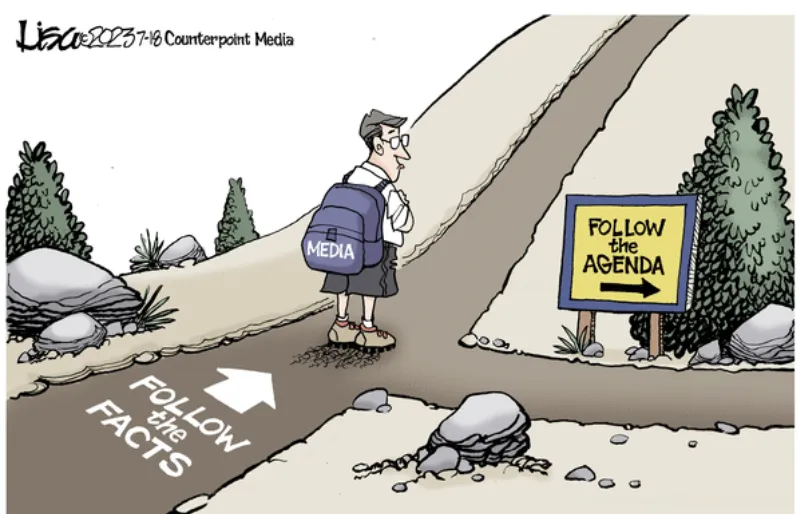 Lisa 2023 7-18 Counterpoint Media
MEDIA
FOLLOW
the
AGENDA
FOLLOW
the
FACTS